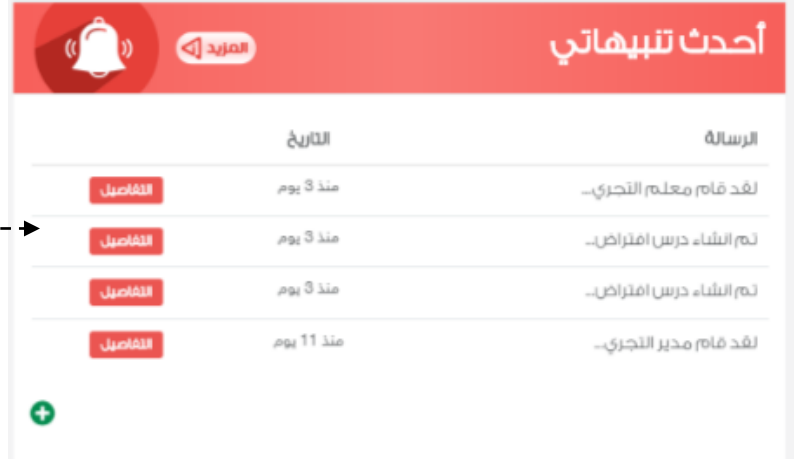 أحدث تنبيهاتي
المزيد
الرسالة التاريخ
لقد قام معلم التجري... منذ 3 يوم التفاصيل
تم انشاء درس افتراض... منذ 3 يوم التفاصيل
تم انشاء درس افتراض... منذ 3 يوم التفاصيل
لقد قام مدير التجري... منذ 11 يوم التفاصيل